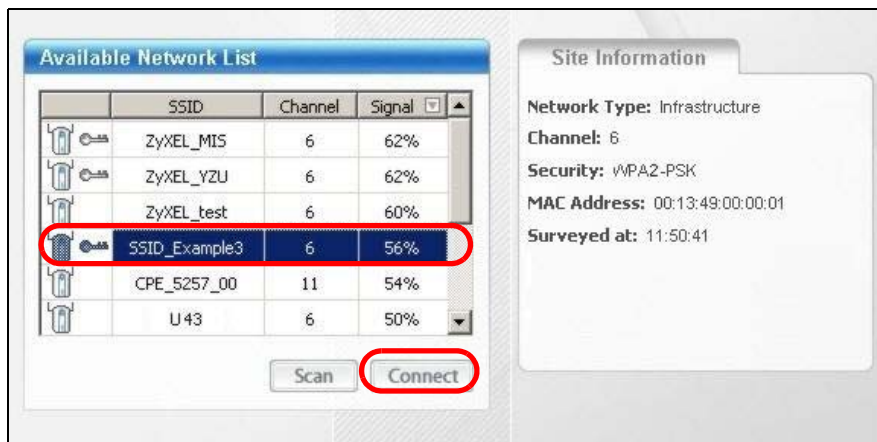 Available Network List
SSID Channel Signal
ZyXEL_MIS 6 62%
ZyXEL_YZU 6 62%
ZyXEL_test 6 60%
SSID_Example3 6 56%
CPE_5257_00 11 54%
U43 6 50%
Scan Connect
Site Information
Network Type: Infrastructure
Channel: 6
Security: WPA2-PSK
MAC Address: 00:13:49:00:00:01
Surveyed at: 11:50:41